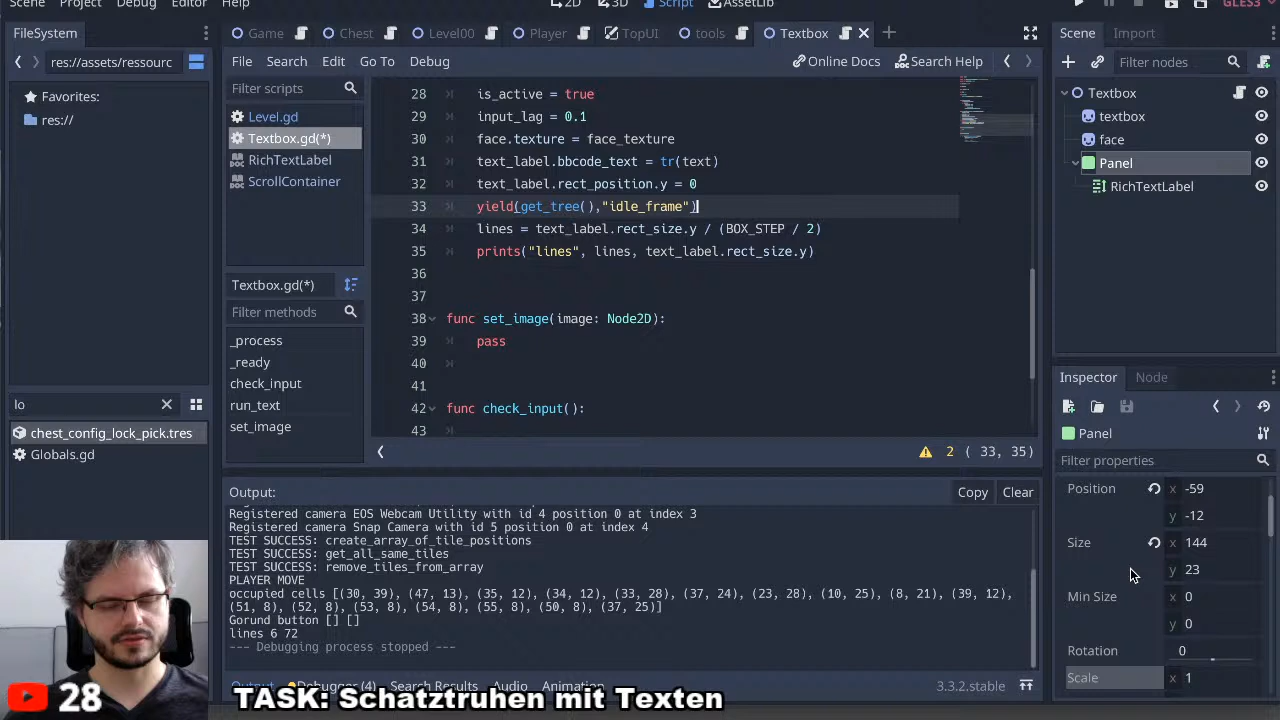 Scene Project Debug Editor Help
2D 3D Script AssetLib
GLES3
FileSystem
Game Chest Level00 Player TopUI tools Textbox
Scene Import
res://assets/ressourc
File Search Edit Go To Debug
Online Docs Search Help
Filter nodes
Favorites:
res://
Filter scripts
Level.gd
Textbox.gd(*)
RichTextLabel
ScrollContainer
Textbox
textbox
face
Panel
RichTextLabel
28 is_active = true
29 input_lag = 0.1
30 face.texture = face_texture
31 text_label.bbcode_text = tr(text)
32 text_label.rect_position.y = 0
33 yield(get_tree(),"idle_frame")
34 lines = text_label.rect_size.y / (BOX_STEP / 2)
35 prints("lines", lines, text_label.rect_size.y)
36
37
38 func set_image(image: Node2D):
39 pass
40
41
42 func check_input():
43
Textbox.gd(*)
Filter methods
_process
_ready
check_input
run_text
set_image
2 ( 33, 35)
lo
chest_config_lock_pick.tres
Globals.gd
Output:
Copy Clear
Registered camera EOS Webcam Utility with id 4 position 0 at index 3
Registered camera Snap Camera with id 5 position 0 at index 4
TEST SUCCESS: create_array_of_tile_positions
TEST SUCCESS: get_all_same_tiles
TEST SUCCESS: remove_tiles_from_array
PLAYER MOVE
occupied cells [(30, 39), (47, 13), (35, 12), (34, 12), (33, 28), (37, 24), (23, 28), (10, 25), (8, 21), (39, 12),
(51, 8), (52, 8), (53, 8), (54, 8), (55, 8), (50, 8), (37, 25)]
Gorund button [] []
lines 6 72
--- Debugging process stopped ---
Debugger (4) Search Results Audio Animation
3.3.2.stable
Inspector Node
Panel
Filter properties
Position x -59
y -12
Size x 144
y 23
Min Size x 0
y 0
Rotation 0
Scale x 1
28
TASK: Schatztruhen mit Texten